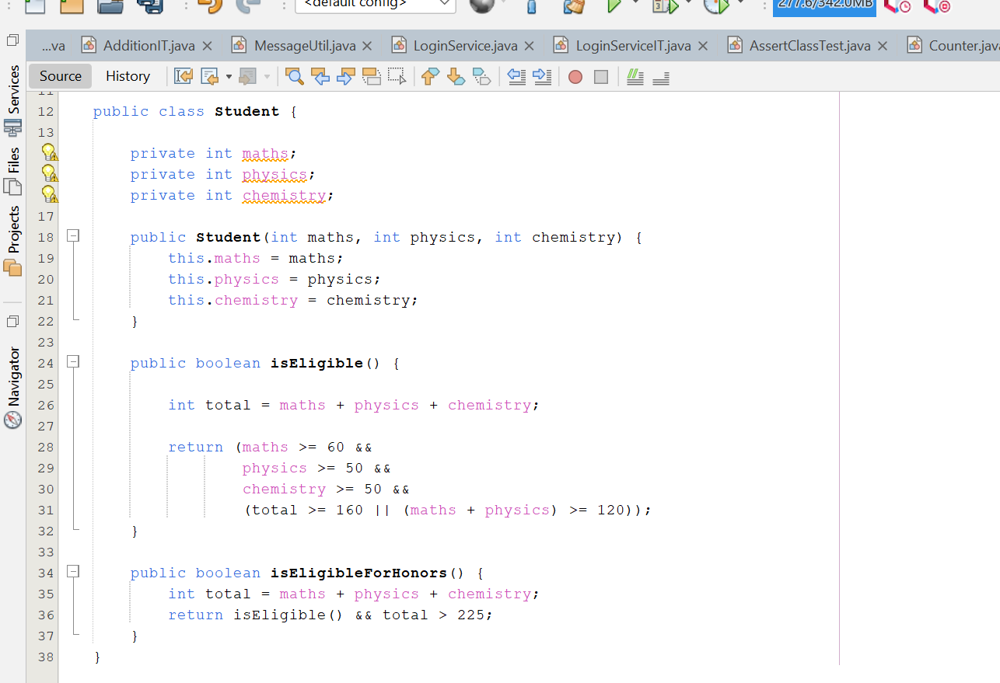 <default config>
277.6/342.0MB
...va
AdditionIT.java
MessageUtil.java
LoginService.java
LoginServiceIT.java
AssertClassTest.java
Counter.java
Source
History
Services
Files
Projects
Navigator
11
12 public class Student {
13
private int maths;
private int physics;
private int chemistry;
17
18 public Student(int maths, int physics, int chemistry) {
19 this.maths = maths;
20 this.physics = physics;
21 this.chemistry = chemistry;
22 }
23
24 public boolean isEligible() {
25
26 int total = maths + physics + chemistry;
27
28 return (maths >= 60 &&
29 physics >= 50 &&
30 chemistry >= 50 &&
31 (total >= 160 || (maths + physics) >= 120));
32 }
33
34 public boolean isEligibleForHonors() {
35 int total = maths + physics + chemistry;
36 return isEligible() && total > 225;
37 }
38 }